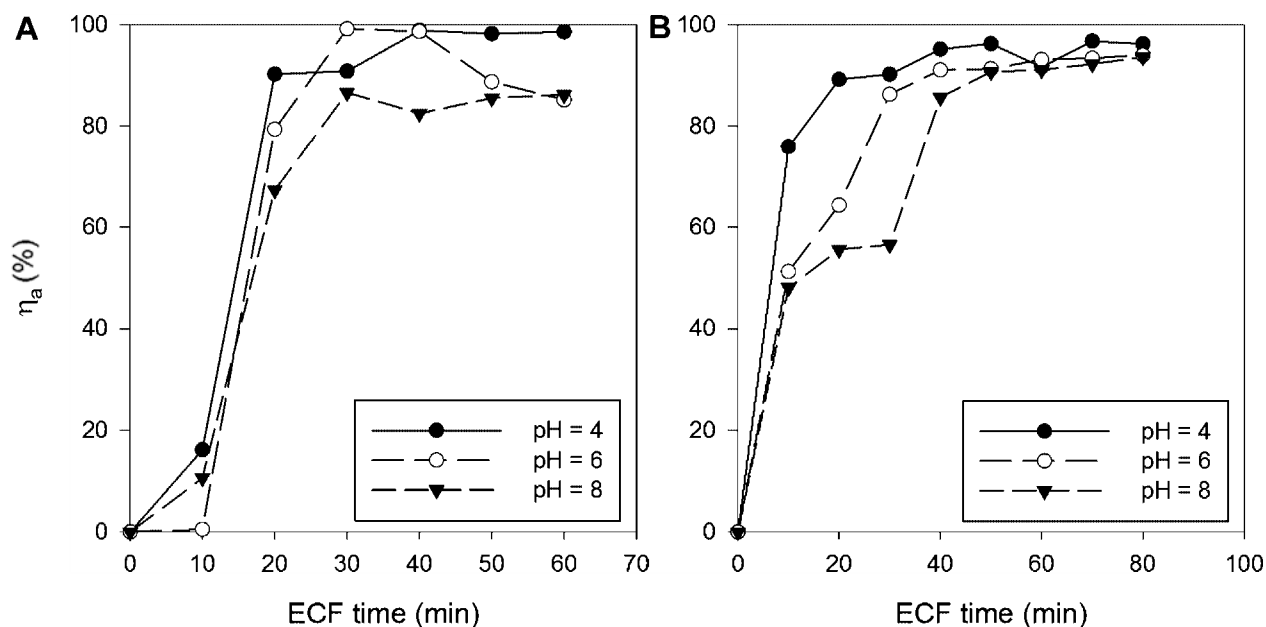 A
B
100
80
60
40
20
0
ηa (%)
pH = 4
pH = 6
pH = 8
0 10 20 30 40 50 60 70
ECF time (min)
100
80
60
40
20
0
pH = 4
pH = 6
pH = 8
0 20 40 60 80 100
ECF time (min)